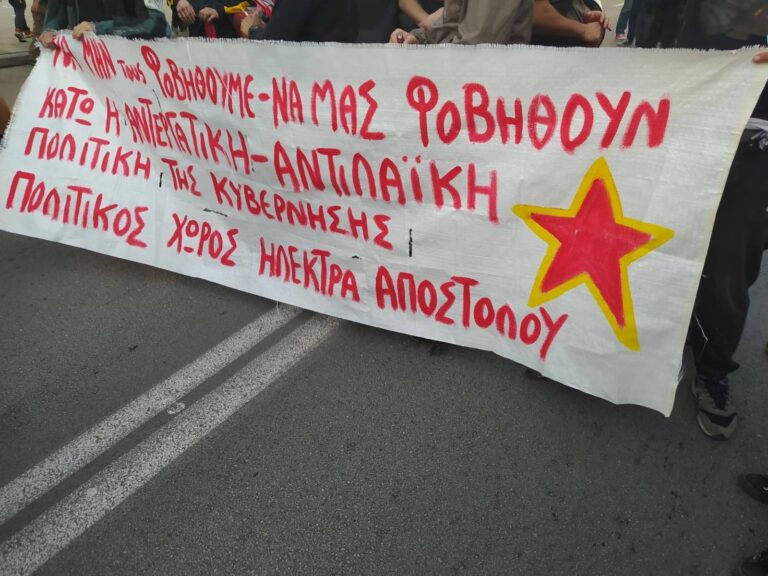 ΝΑ ΜΗΝ ΤΟΥΣ ΦΟΒΗΘΟΥΜΕ - ΝΑ ΜΑΣ ΦΟΒΗΘΟΥΝ
ΚΑΤΩ Η ΑΝΤΕΡΓΑΤΙΚΗ - ΑΝΤΙΛΑΪΚΗ
ΠΟΛΙΤΙΚΗ ΤΗΣ ΚΥΒΕΡΝΗΣΗΣ
ΠΟΛΙΤΙΚΟΣ ΧΩΡΟΣ ΗΛΕΚΤΡΑ ΑΠΟΣΤΟΛΟΥ